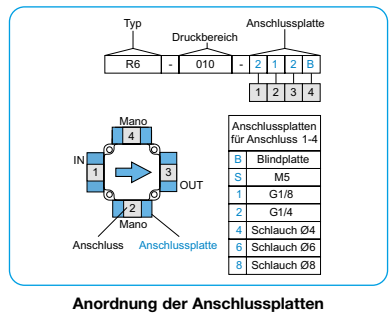 Typ
Druckbereich
Anschlussplatte
R6 - 010 - 2 1 2 B
1 2 3 4
Mano
4
IN
1
3
OUT
2
Mano
Anschluss Anschlussplatte
Anschlussplatten
für Anschluss 1-4
B Blindplatte
S M5
1 G1/8
2 G1/4
4 Schlauch Ø4
6 Schlauch Ø6
8 Schlauch Ø8
Anordnung der Anschlussplatten